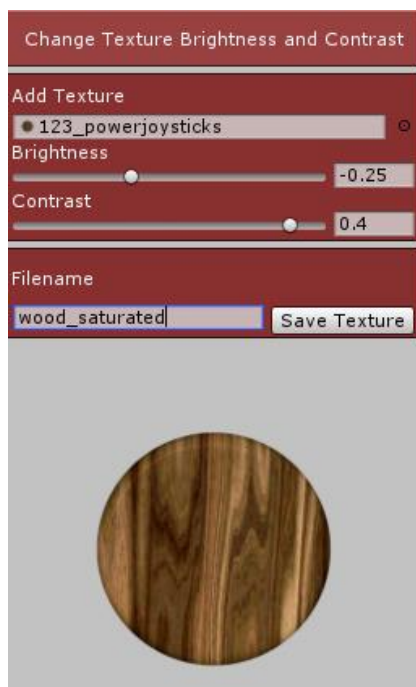 Change Texture Brightness and Contrast
Add Texture
123_powerjoysticks
Brightness
-0.25
Contrast
0.4
Filename
wood_saturated
Save Texture